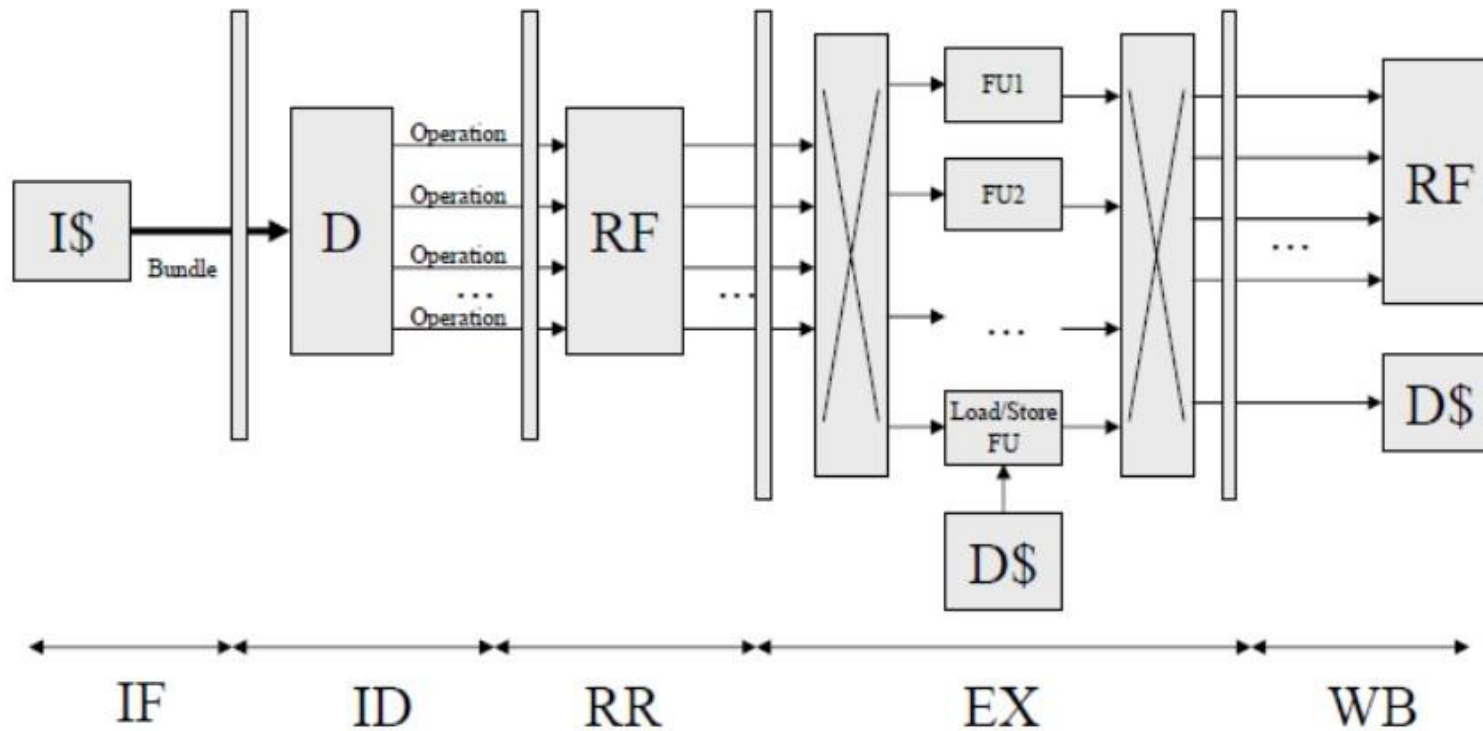 I$
Bundle
D
Operation
Operation
Operation
...
Operation
RF
...
FU1
FU2
...
Load/Store
FU
D$
...
RF
D$
IF
ID
RR
EX
WB